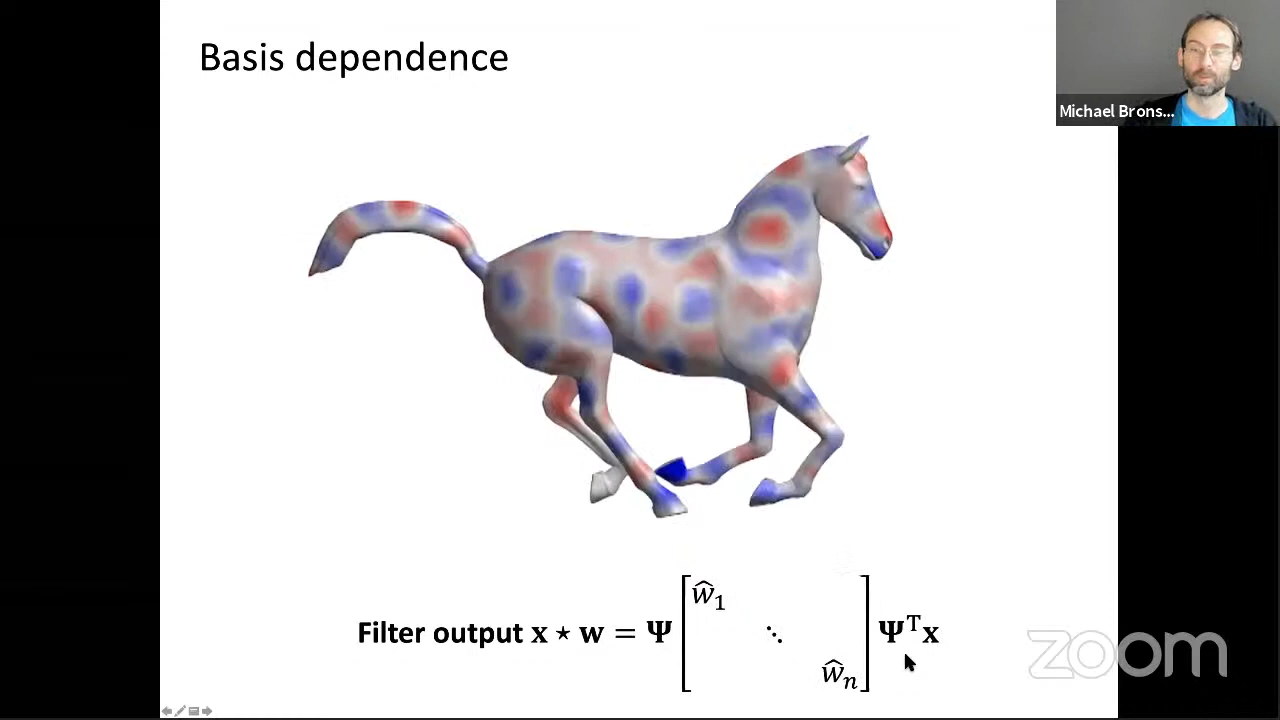 Basis dependence
Michael Brons...
Filter output x ⋆ w = Ψ [ŵ₁ ⋱ ŵₙ] Ψᵀx
zoom